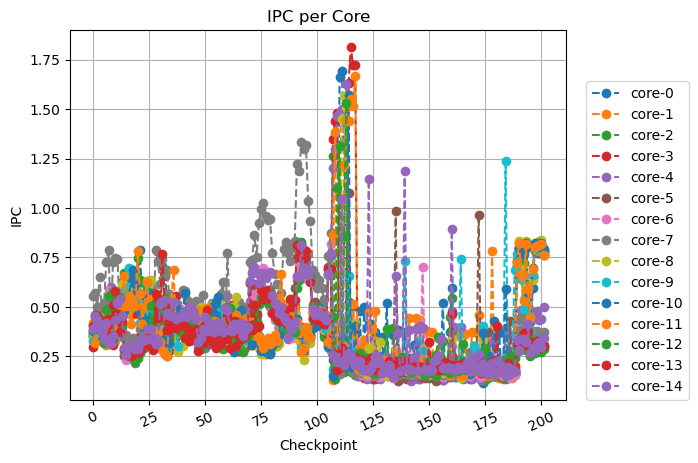 IPC per Core
IPC
1.75
1.50
1.25
1.00
0.75
0.50
0.25
0
25
50
75
100
125
150
175
200
Checkpoint
core-0
core-1
core-2
core-3
core-4
core-5
core-6
core-7
core-8
core-9
core-10
core-11
core-12
core-13
core-14